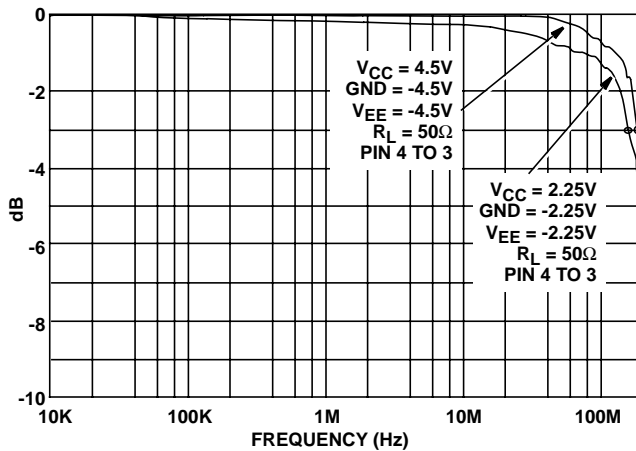 0
-2
-4
-6
-8
-10
dB
VCC = 4.5V
GND = -4.5V
VEE = -4.5V
RL = 50Ω
PIN 4 TO 3
VCC = 2.25V
GND = -2.25V
VEE = -2.25V
RL = 50Ω
PIN 4 TO 3
10K 100K 1M 10M 100M
FREQUENCY (Hz)